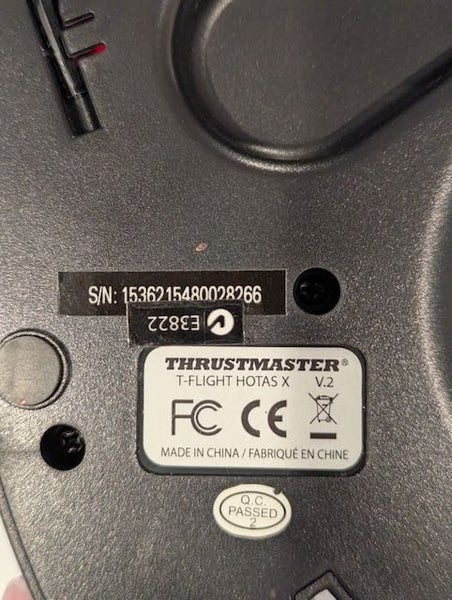 S/N: 1536215480028266
E3822
THRUSTMASTER®
T-FLIGHT HOTAS X V.2
FC CE
MADE IN CHINA / FABRIQUÉ EN CHINE
Q.C.
PASSED
2